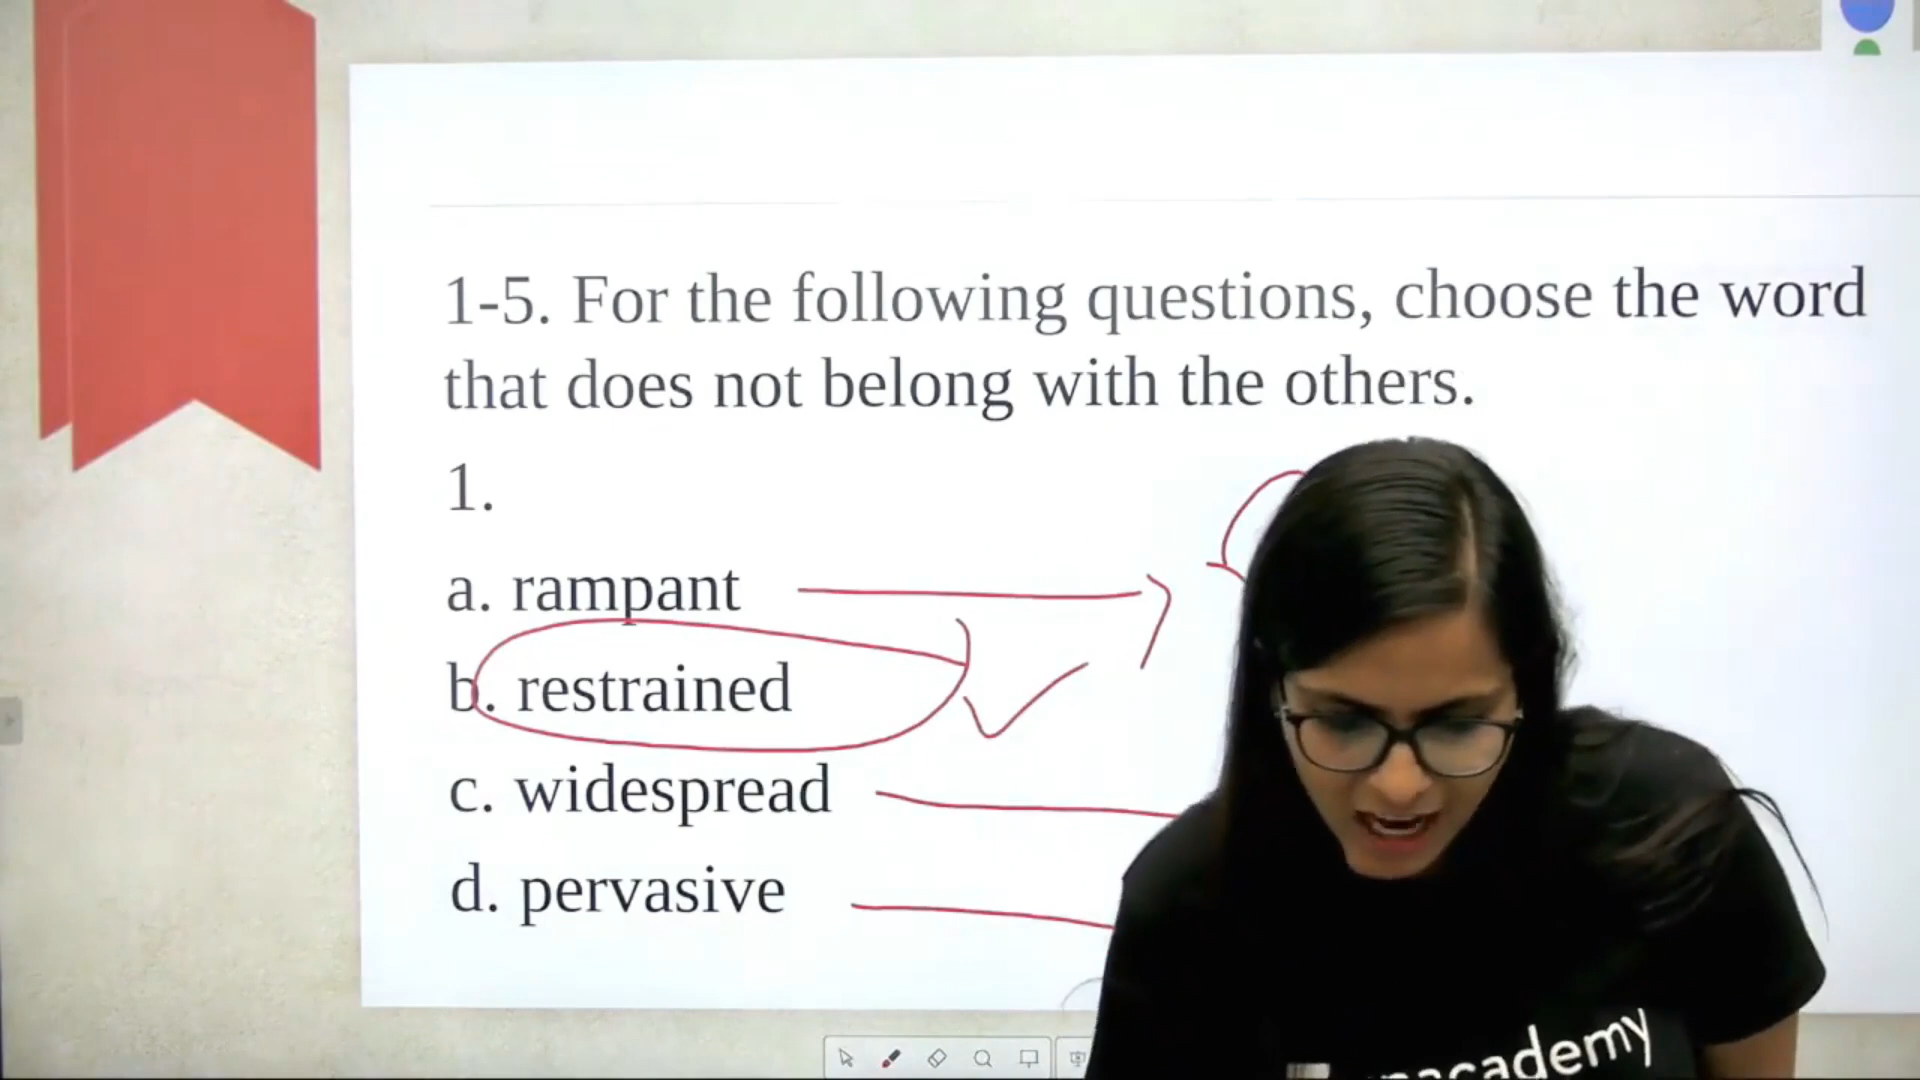 1-5. For the following questions, choose the word
that does not belong with the others.
1.
a. rampant
b. restrained
c. widespread
d. pervasive